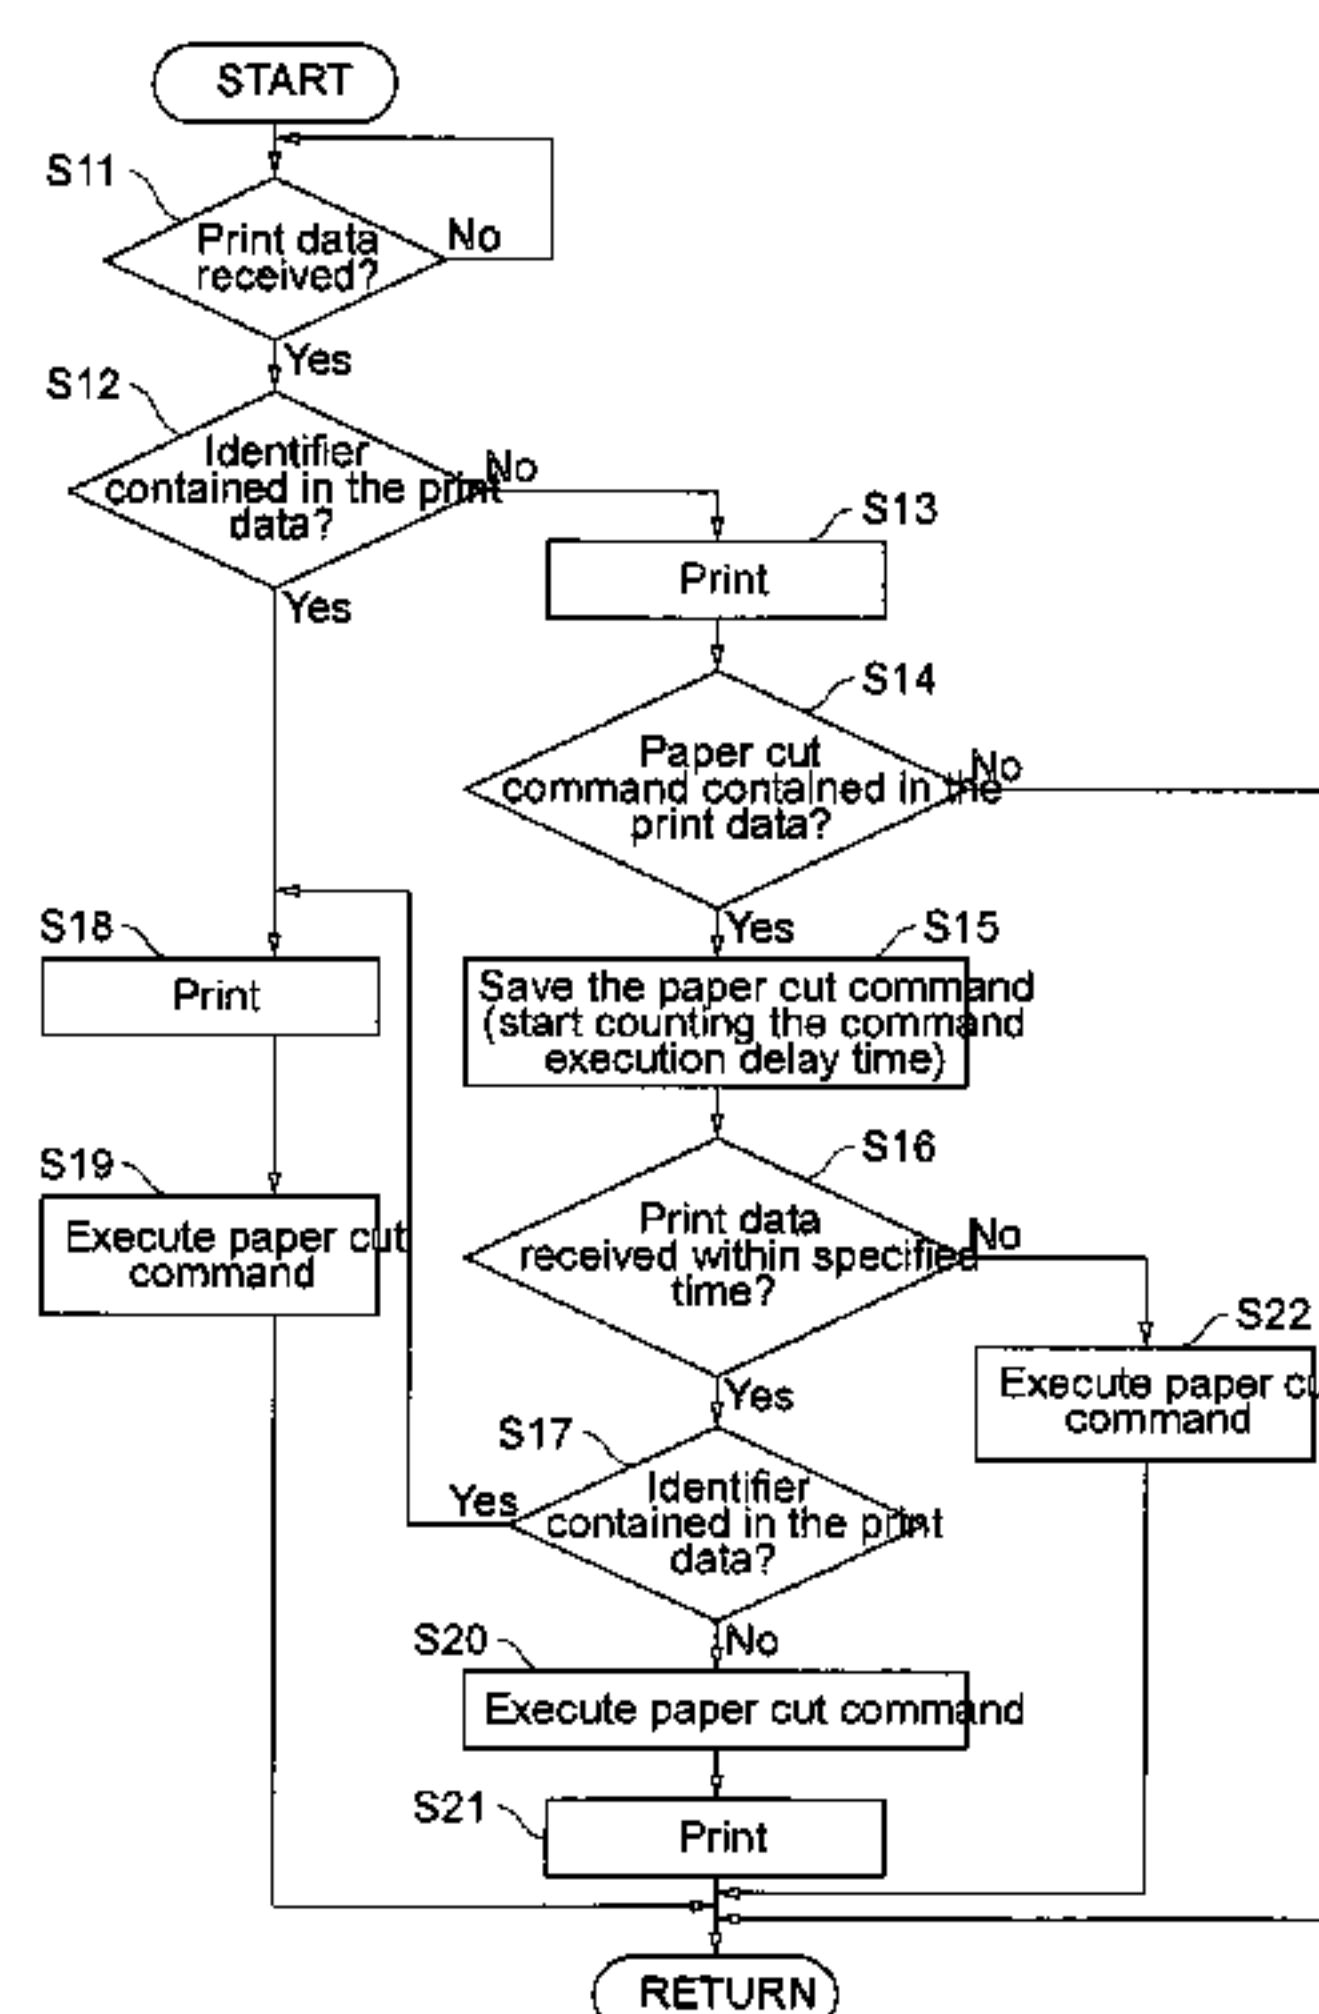 START
S11
Print data
received?
No
Yes
S12
Identifier
contained in the print
data?
No
Yes
S13
Print
S14
Paper cut
command contained in the
print data?
No
Yes
S15
Save the paper cut command
(start counting the command
execution delay time)
S16
Print data
received within specified
time?
No
Yes
S22
Execute paper cu
command
S17
Identifier
contained in the print
data?
Yes
No
S18
Print
S19
Execute paper cut
command
S20
Execute paper cut command
S21
Print
RETURN